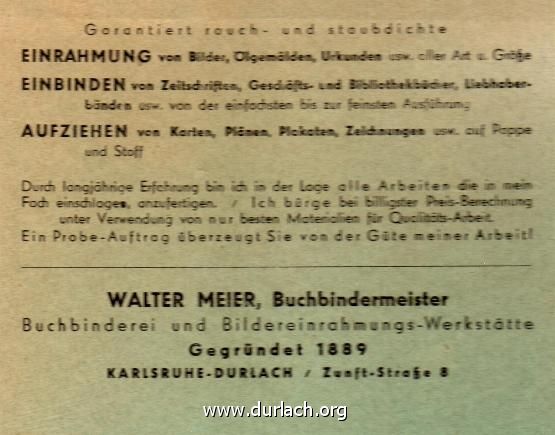 Garantiert rauch- und staubdichte
EINRAHMUNG von Bilder, Ölgemälden, Urkunden usw. aller Art u. Größe
EINBINDEN von Zeitschriften, Geschäfts- und Bibliothekbücher, Liebhaber-
bänden usw. von der einfachsten bis zur feinsten Ausführung
AUFZIEHEN von Karten, Plänen, Plakaten, Zeichnungen usw. auf Pappe
und Stoff
Durch langjährige Erfahrung bin ich in der Lage alle Arbeiten die in mein
Fach einschlagen, anzufertigen. / Ich bürge bei billigster Preis-Berechnung
unter Verwendung von nur besten Materialien für Qualitäts-Arbeit.
Ein Probe-Auftrag überzeugt Sie von der Güte meiner Arbeit!
WALTER MEIER, Buchbindermeister
Buchbinderei und Bildereinrahmungs-Werkstätte
Gegründet 1889
KARLSRUHE-DURLACH / Zunft-Straße 8
www.durlach.org